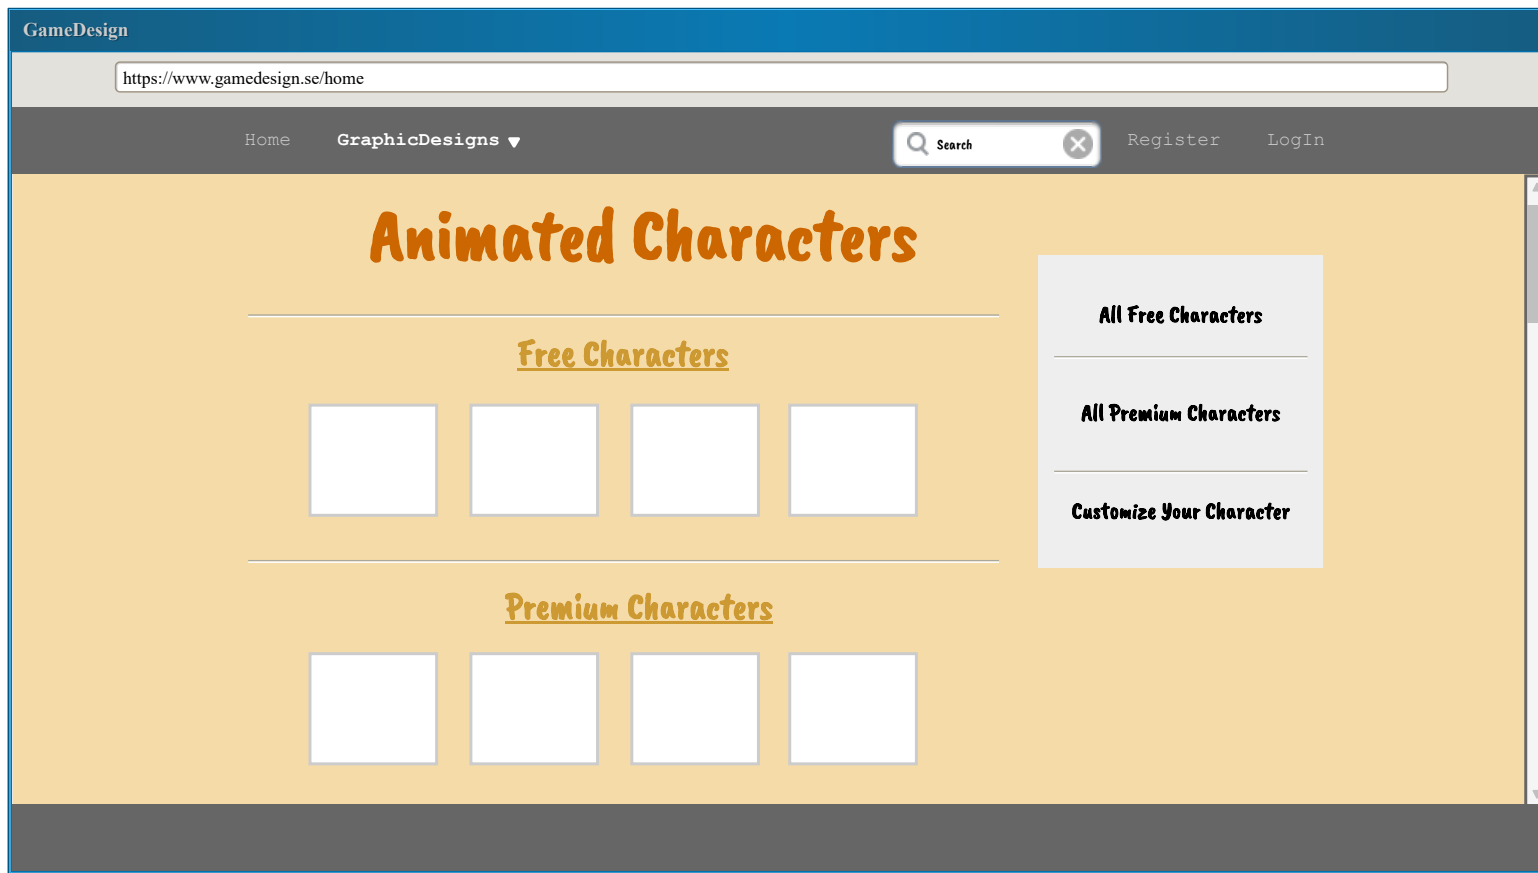 GameDesign
https://www.gamedesign.se/home
Home GraphicDesigns Search Register LogIn
Animated Characters
Free Characters
Premium Characters
All Free Characters
All Premium Characters
Customize Your Character